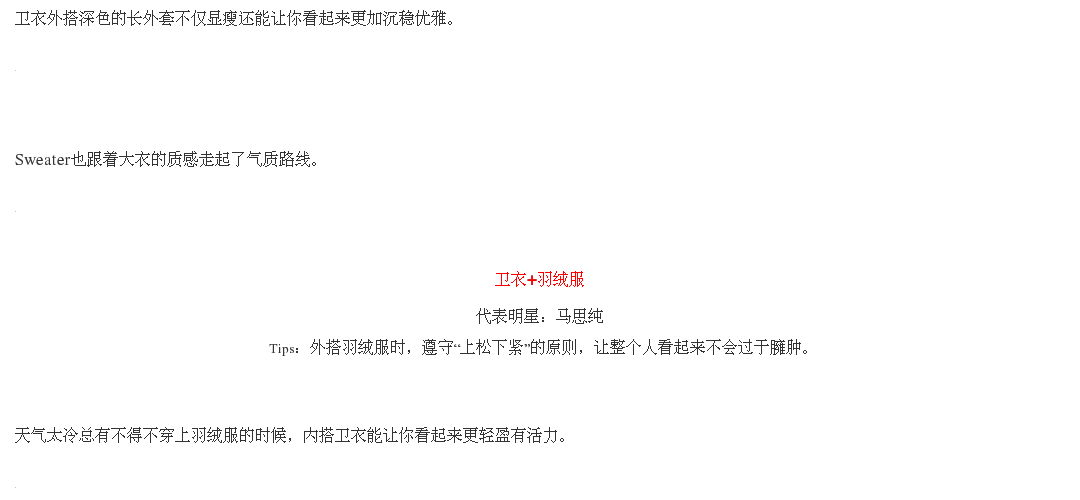 卫衣外搭深色的长外套不仅显瘦还能让你看起来更加沉稳优雅。
Sweater也跟着大衣的质感走起了气质路线。
卫衣+羽绒服
代表明星：马思纯
Tips：外搭羽绒服时，遵守“上松下紧”的原则，让整个人看起来不会过于臃肿。
天气太冷总有不得不穿上羽绒服的时候，内搭卫衣能让你看起来更轻盈有活力。